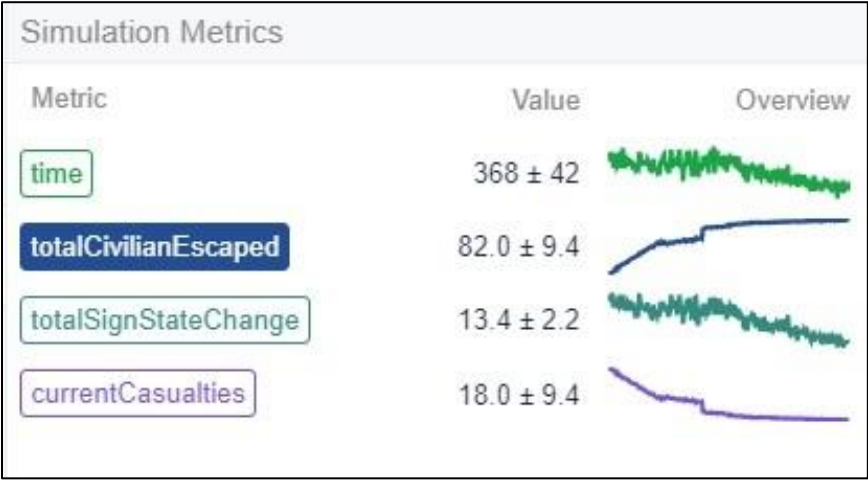 Simulation Metrics
Metric Value Overview
time 368 ± 42
totalCivilianEscaped 82.0 ± 9.4
totalSignStateChange 13.4 ± 2.2
currentCasualties 18.0 ± 9.4